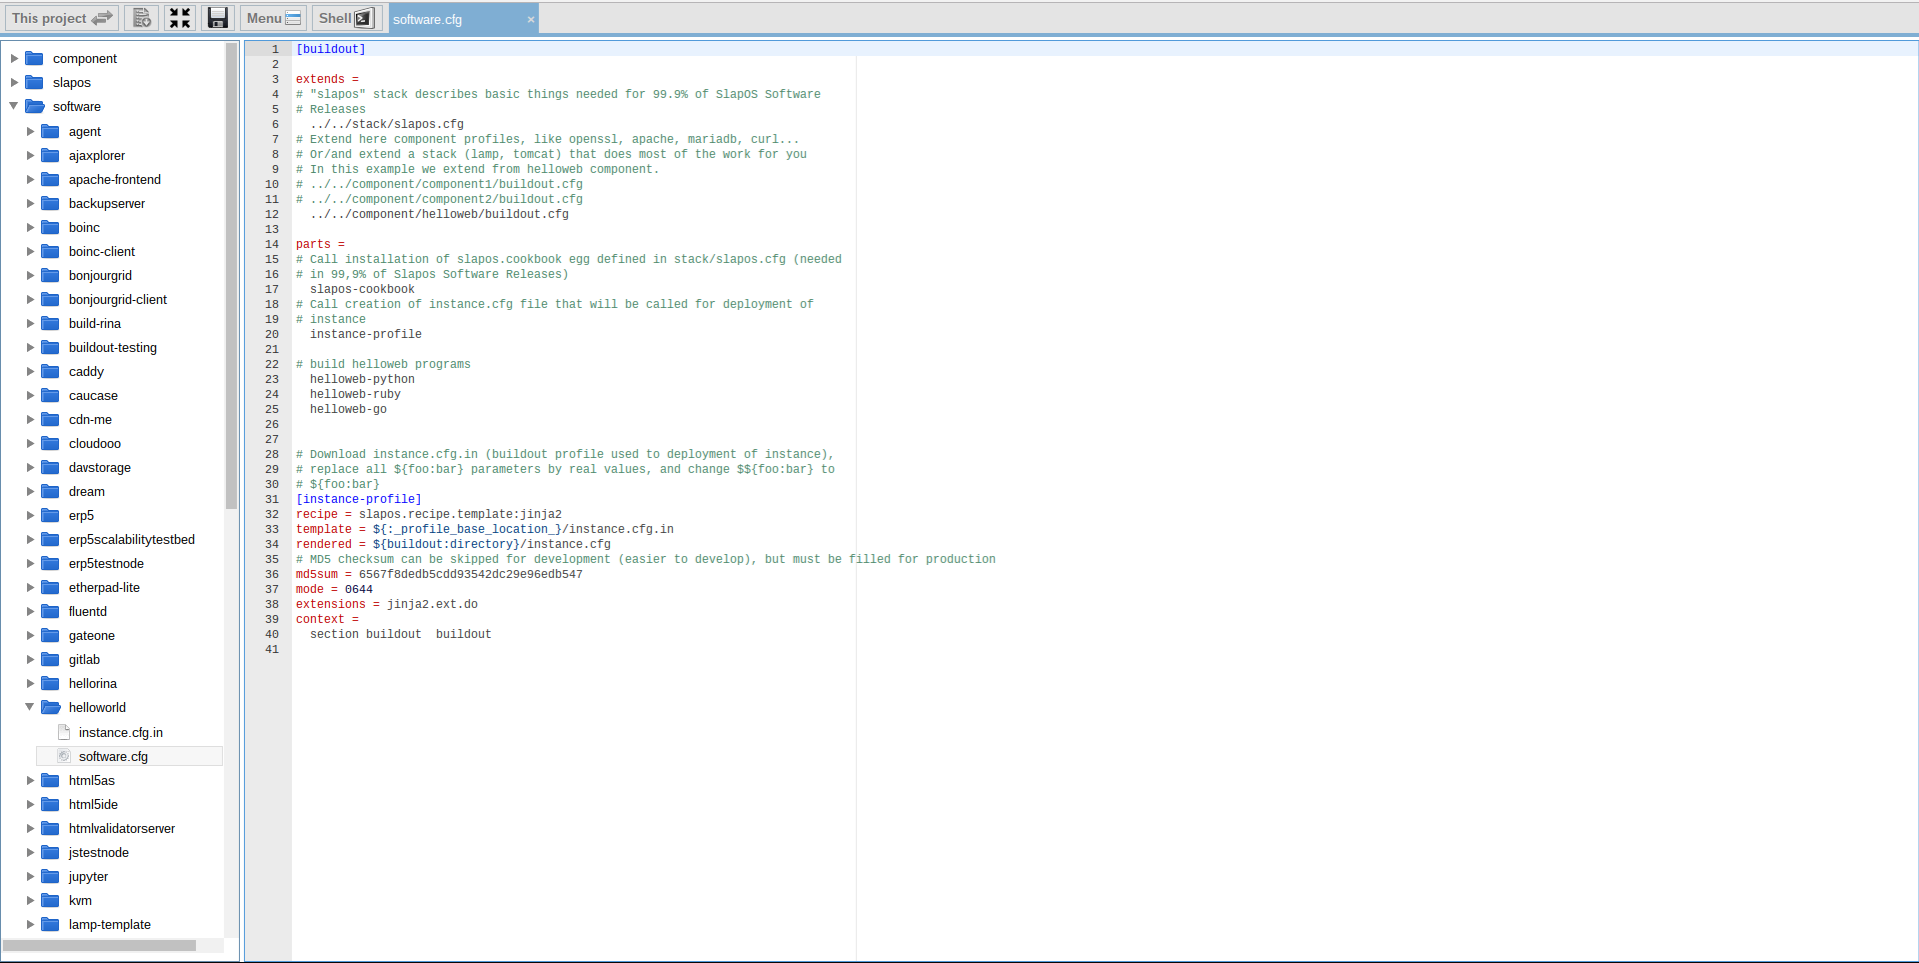 This project
Menu
Shell
software.cfg ×
component
slapos
software
agent
ajaxplorer
apache-frontend
backupserver
boinc
boinc-client
bonjourgrid
bonjourgrid-client
build-rina
buildout-testing
caddy
caucase
cdn-me
cloudooo
davstorage
dream
erp5
erp5scalabilitytestbed
erp5testnode
etherpad-lite
fluentd
gateone
gitlab
hellorina
helloworld
instance.cfg.in
software.cfg
html5as
html5ide
htmlvalidatorserver
jstestnode
jupyter
kvm
lamp-template
1 [buildout]
2
3 extends =
4 # "slapos" stack describes basic things needed for 99.9% of SlapOS Software
5 # Releases
6   ../../stack/slapos.cfg
7 # Extend here component profiles, like openssl, apache, mariadb, curl...
8 # Or/and extend a stack (lamp, tomcat) that does most of the work for you
9 # In this example we extend from helloweb component.
10 # ../../component/component1/buildout.cfg
11 # ../../component/component2/buildout.cfg
12   ../../component/helloweb/buildout.cfg
13
14 parts =
15 # Call installation of slapos.cookbook egg defined in stack/slapos.cfg (needed
16 # in 99,9% of Slapos Software Releases)
17   slapos-cookbook
18 # Call creation of instance.cfg file that will be called for deployment of
19 # instance
20   instance-profile
21
22 # build helloweb programs
23   helloweb-python
24   helloweb-ruby
25   helloweb-go
26
27
28 # Download instance.cfg.in (buildout profile used to deployment of instance),
29 # replace all ${foo:bar} parameters by real values, and change $${foo:bar} to
30 # ${foo:bar}
31 [instance-profile]
32 recipe = slapos.recipe.template:jinja2
33 template = ${:_profile_base_location_}/instance.cfg.in
34 rendered = ${buildout:directory}/instance.cfg
35 # MD5 checksum can be skipped for development (easier to develop), but must be filled for production
36 md5sum = 6567f8dedb5cdd93542dc29e96edb547
37 mode = 0644
38 extensions = jinja2.ext.do
39 context =
40   section buildout  buildout
41